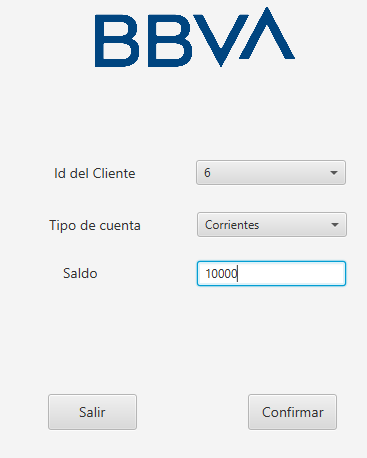 BBVA
Id del Cliente 6
Tipo de cuenta Corrientes
Saldo 10000
Salir Confirmar